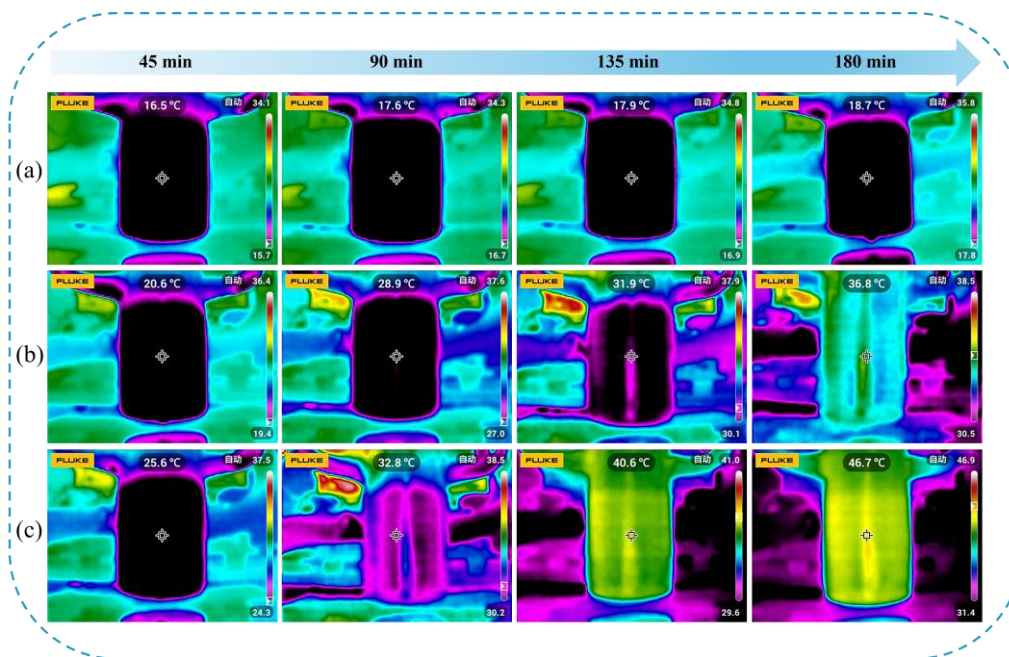 45 min 90 min 135 min 180 min
(a)
FLUKE 16.5 °C 自动 34.1
15.7
FLUKE 17.6 °C 自动 34.3
16.7
FLUKE 17.9 °C 自动 34.8
16.9
FLUKE 18.7 °C 自动 35.8
17.8
(b)
FLUKE 20.6 °C 自动 36.4
19.4
FLUKE 28.9 °C 自动 37.6
27.0
FLUKE 31.9 °C 自动 37.9
30.1
FLUKE 36.8 °C 自动 38.5
30.5
(c)
FLUKE 25.6 °C 自动 37.5
24.3
FLUKE 32.8 °C 自动 38.5
30.2
FLUKE 40.6 °C 自动 41.0
29.6
FLUKE 46.7 °C 自动 46.9
31.4